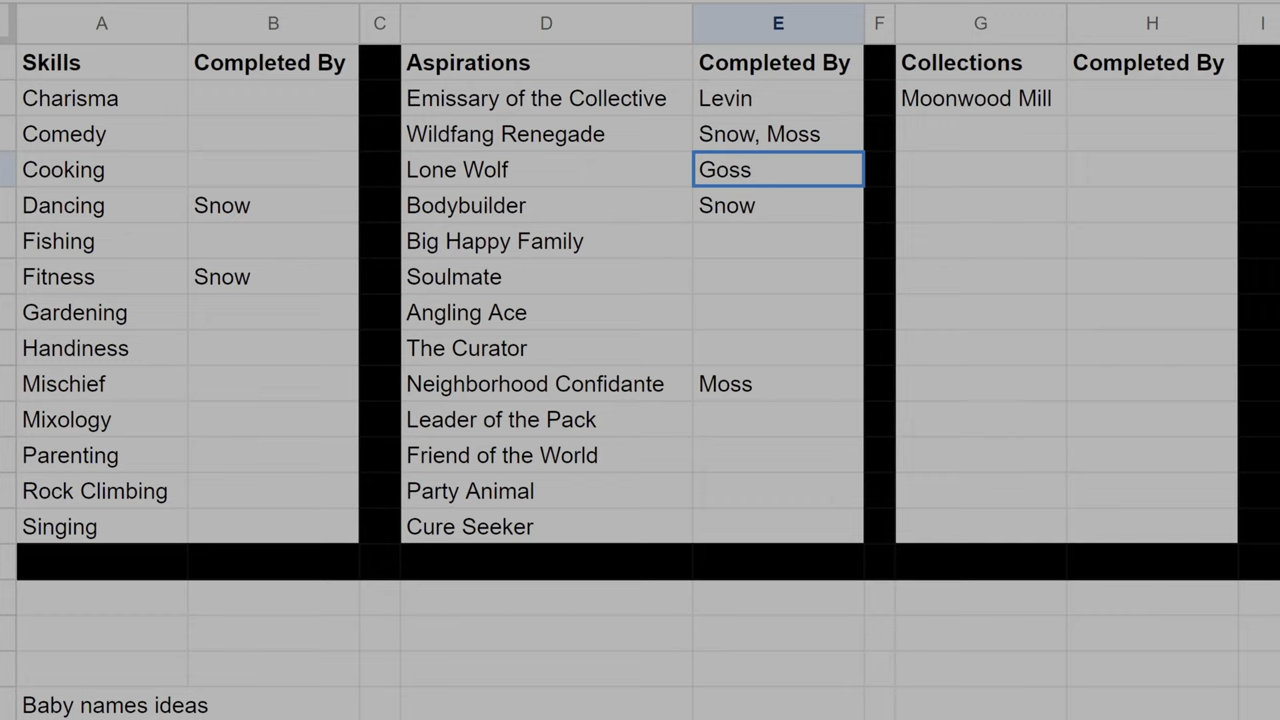 A B C D E F G H I
Skills Completed By Aspirations Completed By Collections Completed By
Charisma Emissary of the Collective Levin Moonwood Mill
Comedy Wildfang Renegade Snow, Moss
Cooking Lone Wolf Goss
Dancing Snow Bodybuilder Snow
Fishing Big Happy Family
Fitness Snow Soulmate
Gardening Angling Ace
Handiness The Curator
Mischief Neighborhood Confidante Moss
Mixology Leader of the Pack
Parenting Friend of the World
Rock Climbing Party Animal
Singing Cure Seeker
Baby names ideas